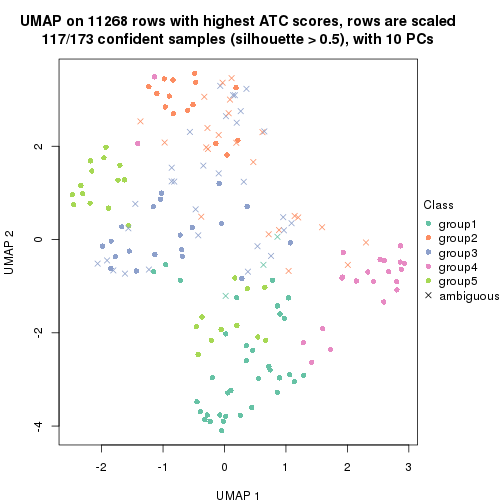 UMAP on 11268 rows with highest ATC scores, rows are scaled
117/173 confident samples (silhouette > 0.5), with 10 PCs
UMAP 2
2
0
-2
-4
-2
-1
0
1
2
3
UMAP 1
Class
group1
group2
group3
group4
group5
ambiguous